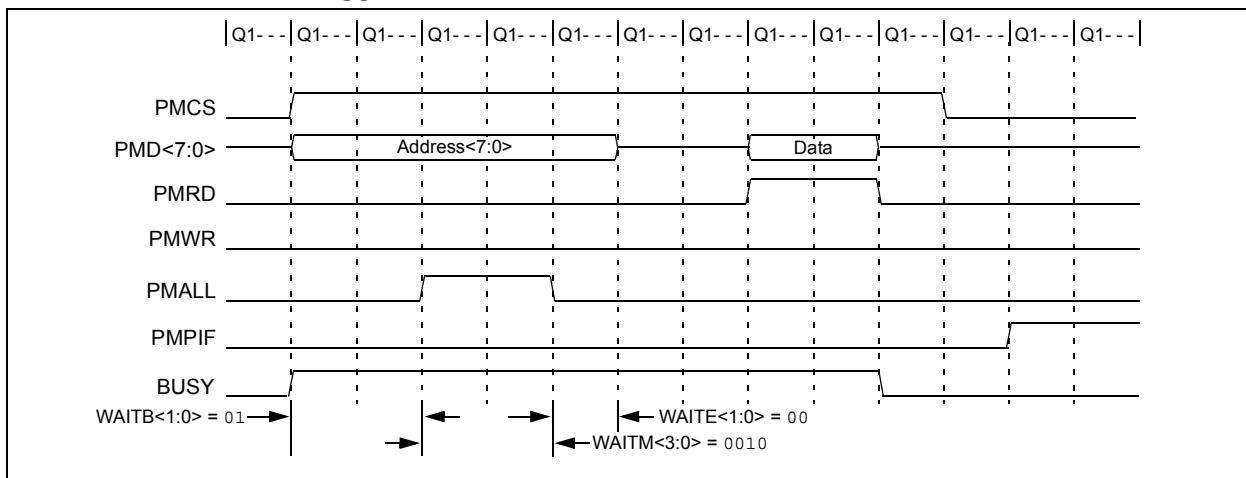 Q1- - - Q1- - - Q1- - - Q1- - - Q1- - - Q1- - - Q1- - - Q1- - - Q1- - - Q1- - - Q1- - - Q1- - - Q1- - - Q1- - -
PMCS
PMD<7:0> Address<7:0> Data
PMRD
PMWR
PMALL
PMPIF
BUSY
WAITB<1:0> = 01 WAITE<1:0> = 00
WAITM<3:0> = 0010